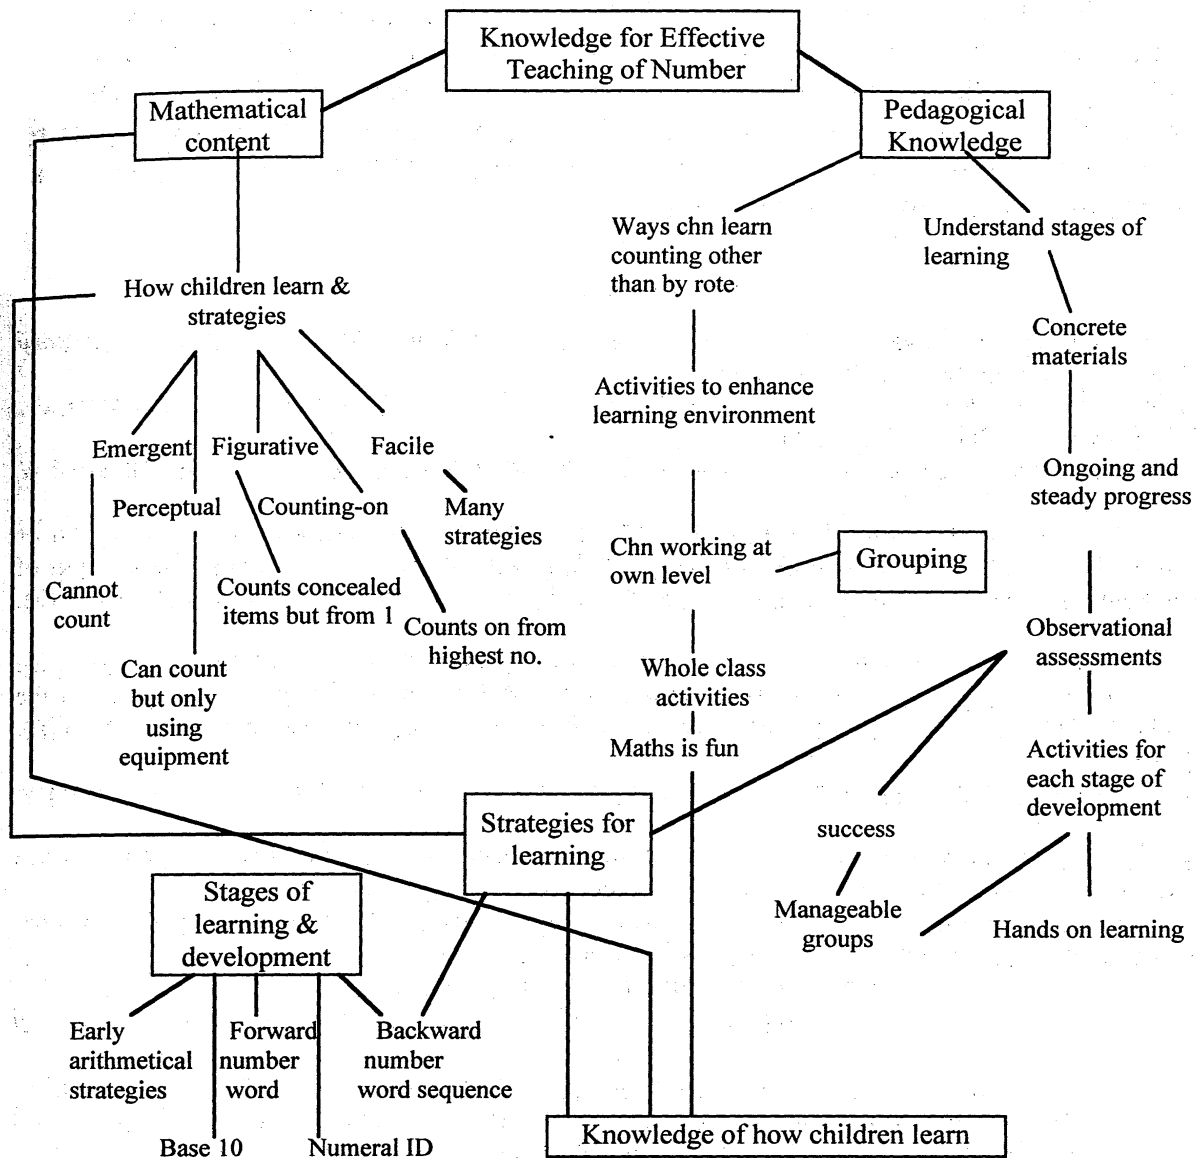 Knowledge for Effective
Teaching of Number
Mathematical
content
Pedagogical
Knowledge
Ways chn learn
counting other
than by rote
Understand stages of
learning
How children learn &
strategies
Concrete
materials
Activities to enhance
learning environment
Emergent
Figurative
Facile
Ongoing and
steady progress
Perceptual
Counting-on
Many
strategies
Chn working at
own level
Grouping
Cannot
count
Counts concealed
items but from 1
Counts on from
highest no.
Observational
assessments
Can count
but only
using
equipment
Whole class
activities
Maths is fun
Activities for
each stage of
development
Strategies for
learning
success
Stages of
learning &
development
Manageable
groups
Hands on learning
Early
arithmetical
strategies
Forward
number
word
Backward
number
word sequence
Base 10
Numeral ID
Knowledge of how children learn